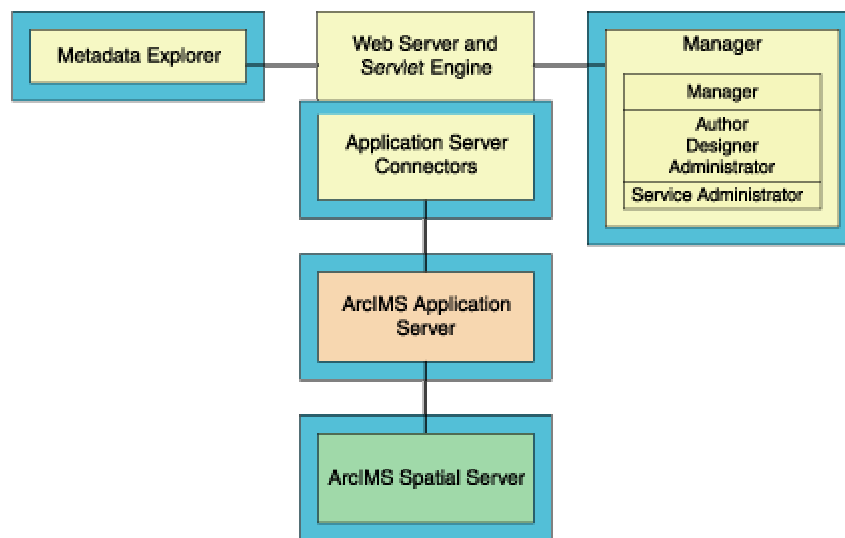 Metadata Explorer
Web Server and
Servlet Engine
Manager
Manager
Author
Designer
Administrator
Service Administrator
Application Server
Connectors
ArcIMS Application
Server
ArcIMS Spatial Server